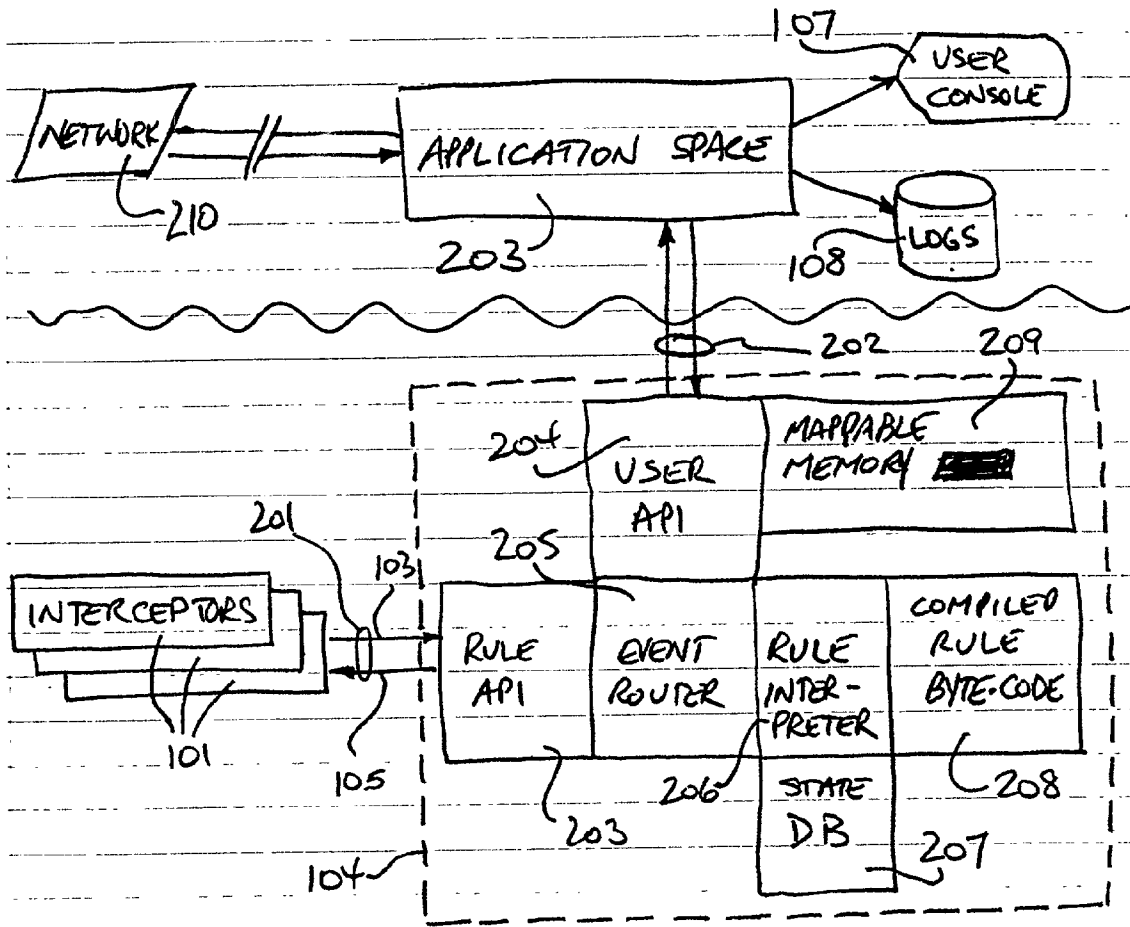 107
USER
CONSOLE
NETWORK
210
APPLICATION SPACE
203
108
LOGS
202
209
204
USER
API
MAPPABLE
MEMORY
201
103
205
INTERCEPTORS
101
105
RULE
API
EVENT
ROUTER
RULE
INTER-
PRETER
COMPILED
RULE
BYTE-CODE
206
208
203
STATE
DB
207
104